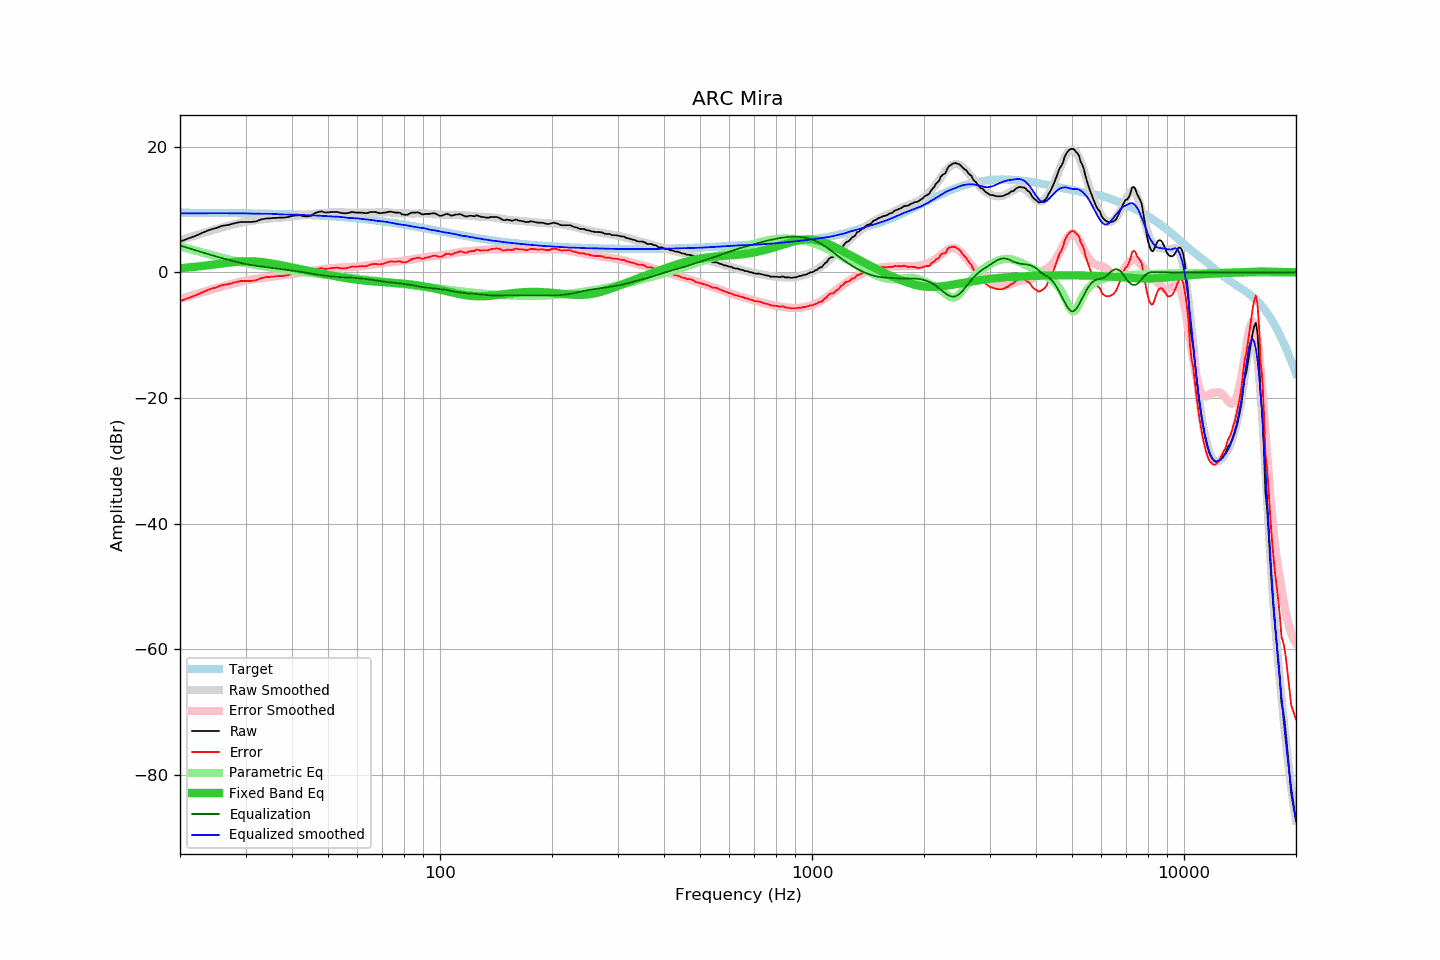 ARC Mira
Amplitude (dBr)
20
0
−20
−40
−60
−80
Target
Raw Smoothed
Error Smoothed
Raw
Error
Parametric Eq
Fixed Band Eq
Equalization
Equalized smoothed
100
1000
10000
Frequency (Hz)